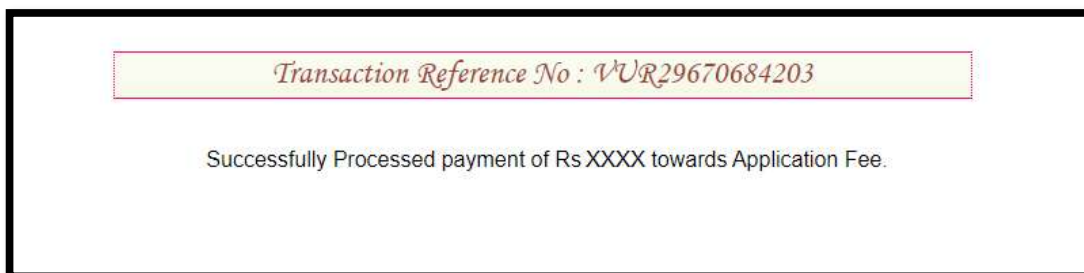 Transaction Reference No : VUR29670684203
Successfully Processed payment of Rs XXXX towards Application Fee.